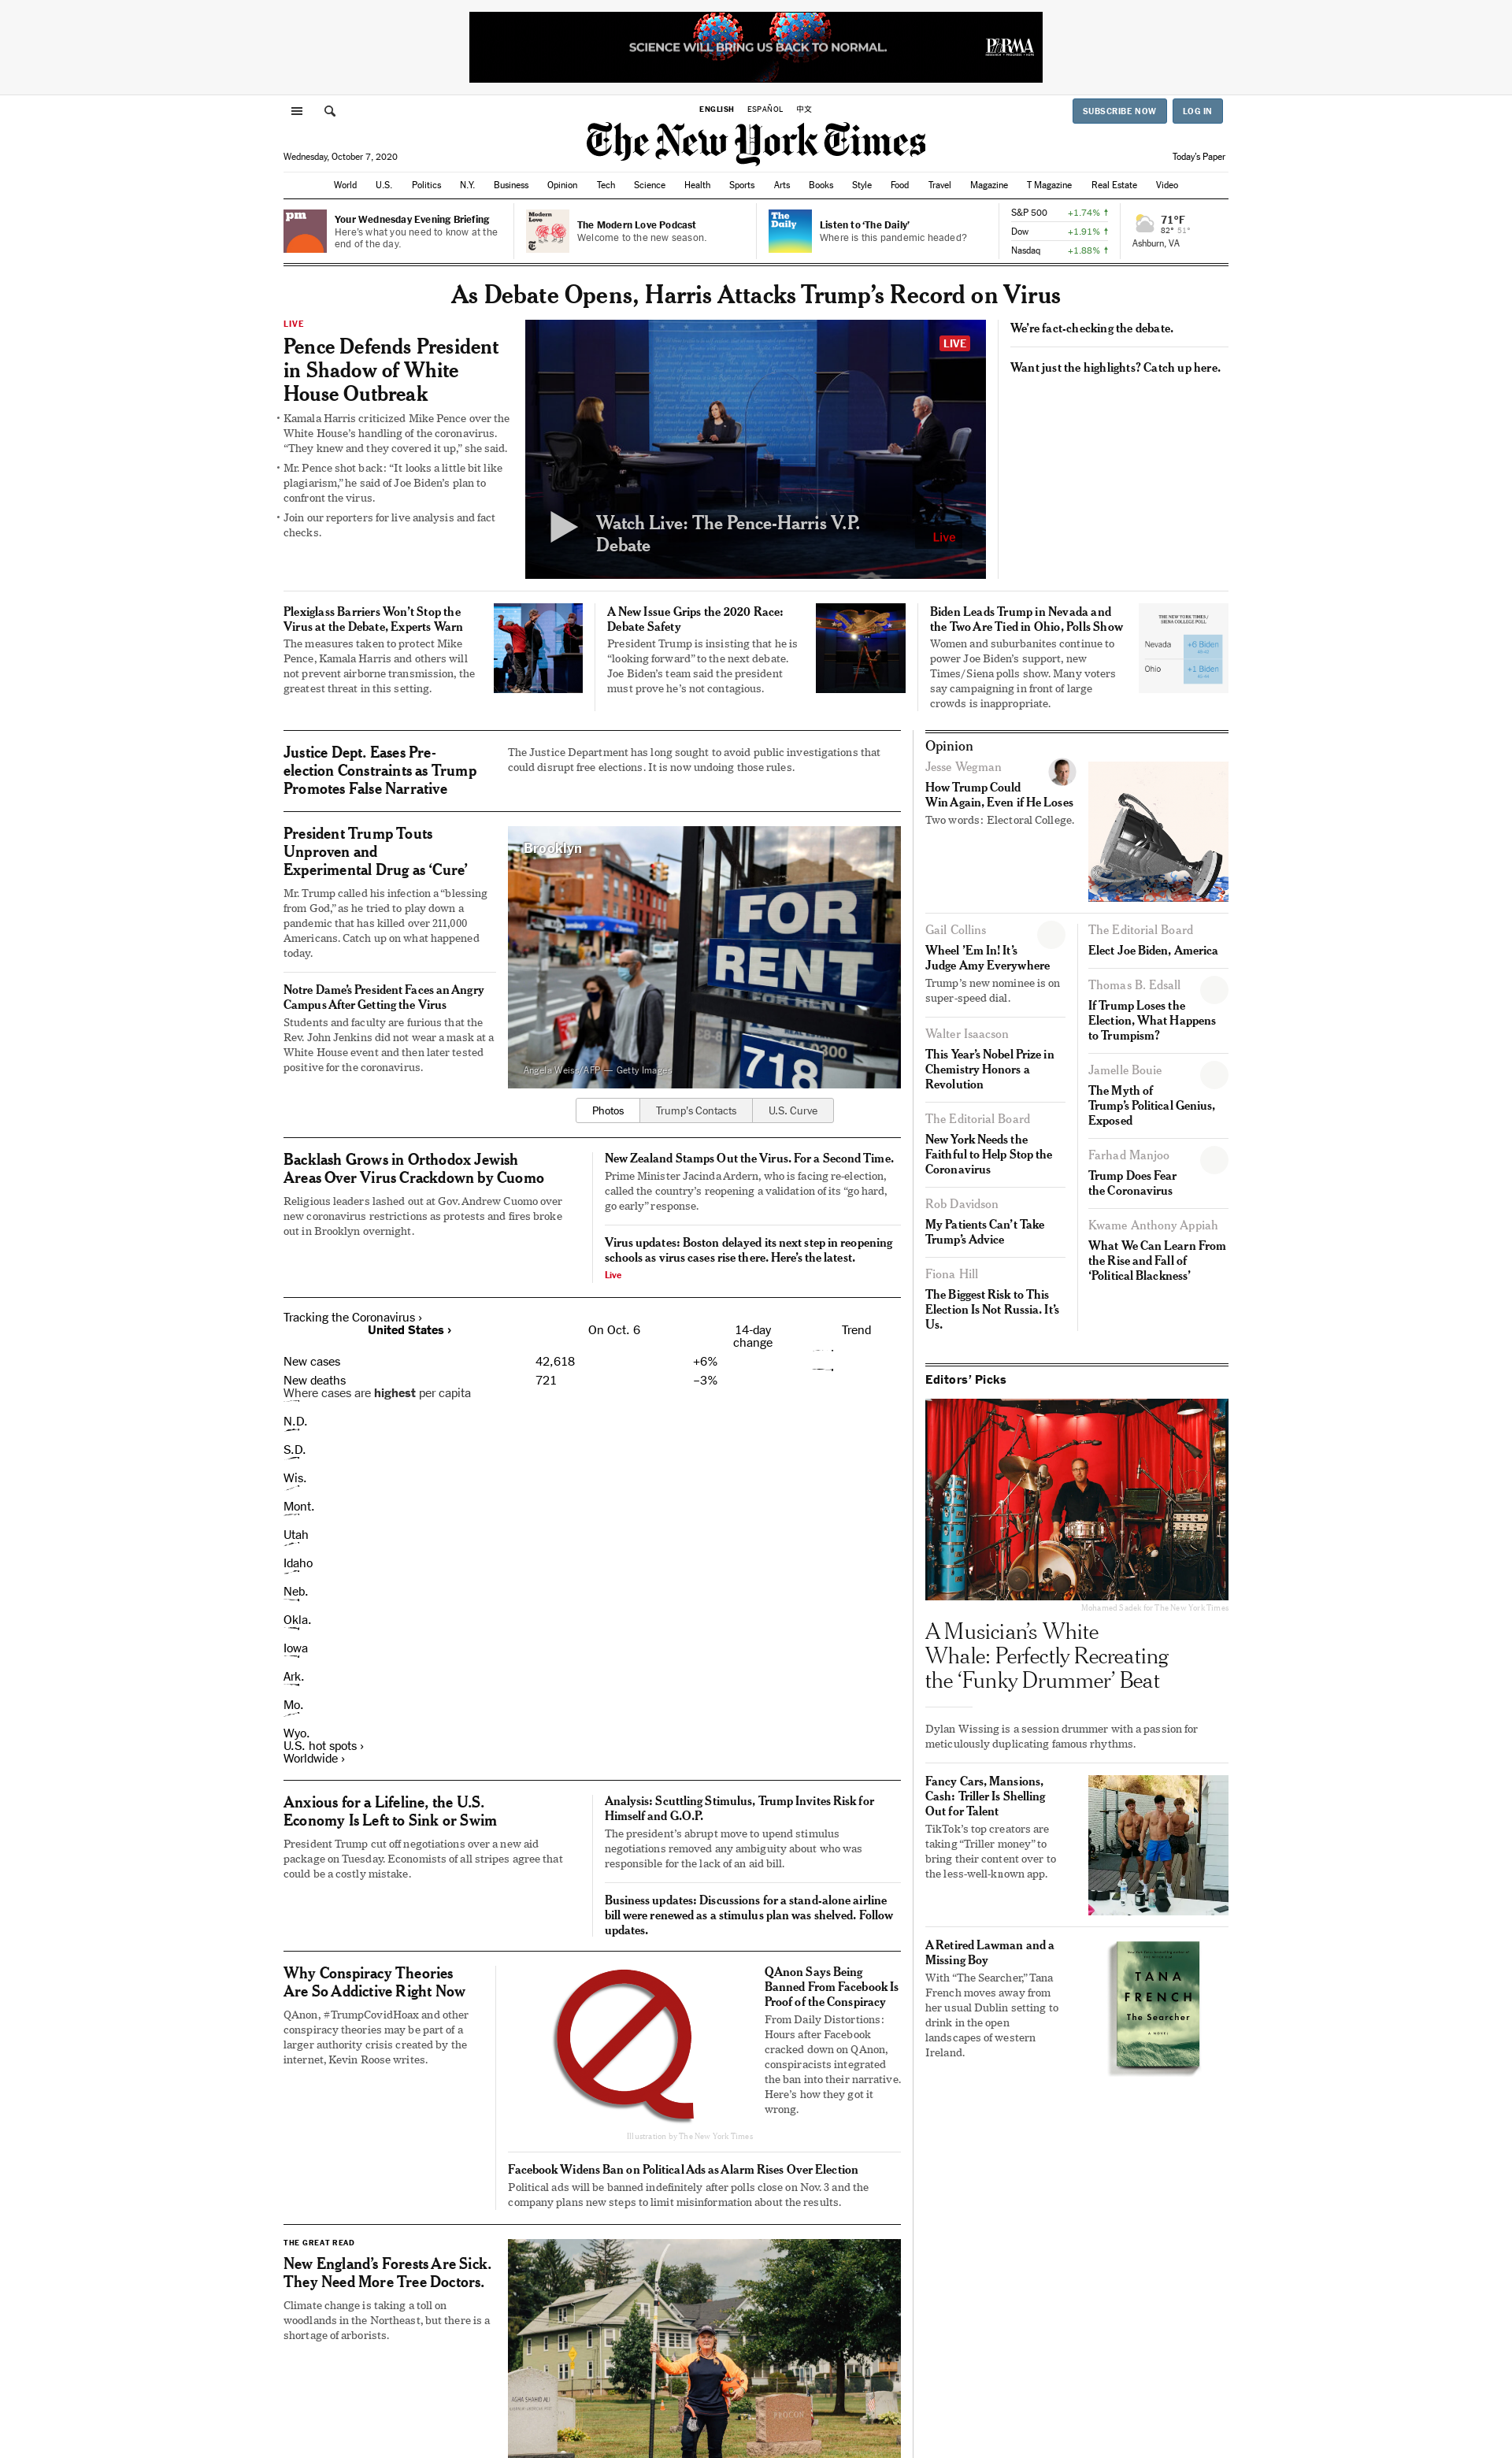 SCIENCE WILL BRING US BACK TO NORMAL.
PhRMA
ENGLISH ESPAÑOL 中文
SUBSCRIBE NOW LOG IN
The New York Times
Wednesday, October 7, 2020
Today's Paper
World U.S. Politics N.Y. Business Opinion Tech Science Health Sports Arts Books Style Food Travel Magazine T Magazine Real Estate Video
pm
Your Wednesday Evening Briefing
Here's what you need to know at the
end of the day.
Modern
Love
The Modern Love Podcast
Welcome to the new season.
The
Daily
Listen to 'The Daily'
Where is this pandemic headed?
S&P 500 +1.74% ↑
Dow +1.91% ↑
Nasdaq +1.88% ↑
71°F
82° 51°
Ashburn, VA
As Debate Opens, Harris Attacks Trump's Record on Virus
LIVE
Pence Defends President
in Shadow of White
House Outbreak
• Kamala Harris criticized Mike Pence over the
White House's handling of the coronavirus.
“They knew and they covered it up,” she said.
• Mr. Pence shot back: “It looks a little bit like
plagiarism,” he said of Joe Biden's plan to
confront the virus.
• Join our reporters for live analysis and fact
checks.
LIVE
Watch Live: The Pence-Harris V.P.
Debate
Live
We're fact-checking the debate.
Want just the highlights? Catch up here.
Plexiglass Barriers Won't Stop the
Virus at the Debate, Experts Warn
The measures taken to protect Mike
Pence, Kamala Harris and others will
not prevent airborne transmission, the
greatest threat in this setting.
A New Issue Grips the 2020 Race:
Debate Safety
President Trump is insisting that he is
“looking forward” to the next debate.
Joe Biden's team said the president
must prove he's not contagious.
Biden Leads Trump in Nevada and
the Two Are Tied in Ohio, Polls Show
Women and suburbanites continue to
power Joe Biden's support, new
Times/Siena polls show. Many voters
say campaigning in front of large
crowds is inappropriate.
THE NEW YORK TIMES /
SIENA COLLEGE POLL
Nevada +6 Biden
Ohio +1 Biden
Justice Dept. Eases Pre-
election Constraints as Trump
Promotes False Narrative
The Justice Department has long sought to avoid public investigations that
could disrupt free elections. It is now undoing those rules.
President Trump Touts
Unproven and
Experimental Drug as ‘Cure’
Mr. Trump called his infection a “blessing
from God,” as he tried to play down a
pandemic that has killed over 211,000
Americans. Catch up on what happened
today.
Notre Dame's President Faces an Angry
Campus After Getting the Virus
Students and faculty are furious that the
Rev. John Jenkins did not wear a mask at a
White House event and then later tested
positive for the coronavirus.
Brooklyn
FOR
RENT
FOR RENT
718
Angela Weiss/AFP — Getty Images
Photos Trump's Contacts U.S. Curve
Backlash Grows in Orthodox Jewish
Areas Over Virus Crackdown by Cuomo
Religious leaders lashed out at Gov. Andrew Cuomo over
new coronavirus restrictions as protests and fires broke
out in Brooklyn overnight.
New Zealand Stamps Out the Virus. For a Second Time.
Prime Minister Jacinda Ardern, who is facing re-election,
called the country's reopening a validation of its “go hard,
go early” response.
Virus updates: Boston delayed its next step in reopening
schools as virus cases rise there. Here's the latest.
Live
Tracking the Coronavirus ›
United States › On Oct. 6 14-day
change Trend
New cases 42,618 +6%
New deaths 721 –3%
Where cases are highest per capita
N.D.
S.D.
Wis.
Mont.
Utah
Idaho
Neb.
Okla.
Iowa
Ark.
Mo.
Wyo.
U.S. hot spots ›
Worldwide ›
Anxious for a Lifeline, the U.S.
Economy Is Left to Sink or Swim
President Trump cut off negotiations over a new aid
package on Tuesday. Economists of all stripes agree that
could be a costly mistake.
Analysis: Scuttling Stimulus, Trump Invites Risk for
Himself and G.O.P.
The president's abrupt move to upend stimulus
negotiations removed any ambiguity about who was
responsible for the lack of an aid bill.
Business updates: Discussions for a stand-alone airline
bill were renewed as a stimulus plan was shelved. Follow
updates.
Why Conspiracy Theories
Are So Addictive Right Now
QAnon, #TrumpCovidHoax and other
conspiracy theories may be part of a
larger authority crisis created by the
internet, Kevin Roose writes.
Illustration by The New York Times
QAnon Says Being
Banned From Facebook Is
Proof of the Conspiracy
From Daily Distortions:
Hours after Facebook
cracked down on QAnon,
conspiracists integrated
the ban into their narrative.
Here's how they got it
wrong.
Facebook Widens Ban on Political Ads as Alarm Rises Over Election
Political ads will be banned indefinitely after polls close on Nov. 3 and the
company plans new steps to limit misinformation about the results.
THE GREAT READ
New England's Forests Are Sick.
They Need More Tree Doctors.
Climate change is taking a toll on
woodlands in the Northeast, but there is a
shortage of arborists.
AGHA SHAHID ALI
PROCON
Opinion
Jesse Wegman
How Trump Could
Win Again, Even if He Loses
Two words: Electoral College.
Gail Collins
Wheel 'Em In! It's
Judge Amy Everywhere
Trump's new nominee is on
super-speed dial.
Walter Isaacson
This Year's Nobel Prize in
Chemistry Honors a
Revolution
The Editorial Board
New York Needs the
Faithful to Help Stop the
Coronavirus
Rob Davidson
My Patients Can't Take
Trump's Advice
Fiona Hill
The Biggest Risk to This
Election Is Not Russia. It's
Us.
The Editorial Board
Elect Joe Biden, America
Thomas B. Edsall
If Trump Loses the
Election, What Happens
to Trumpism?
Jamelle Bouie
The Myth of
Trump's Political Genius,
Exposed
Farhad Manjoo
Trump Does Fear
the Coronavirus
Kwame Anthony Appiah
What We Can Learn From
the Rise and Fall of
‘Political Blackness’
Editors’ Picks
Mohamed Sadek for The New York Times
A Musician's White
Whale: Perfectly Recreating
the ‘Funky Drummer’ Beat
Dylan Wissing is a session drummer with a passion for
meticulously duplicating famous rhythms.
Fancy Cars, Mansions,
Cash: Triller Is Shelling
Out for Talent
TikTok's top creators are
taking “Triller money” to
bring their content over to
the less-well-known app.
A Retired Lawman and a
Missing Boy
With “The Searcher,” Tana
French moves away from
her usual Dublin setting to
drink in the open
landscapes of western
Ireland.
TANA
FRENCH
The Searcher
A NOVEL